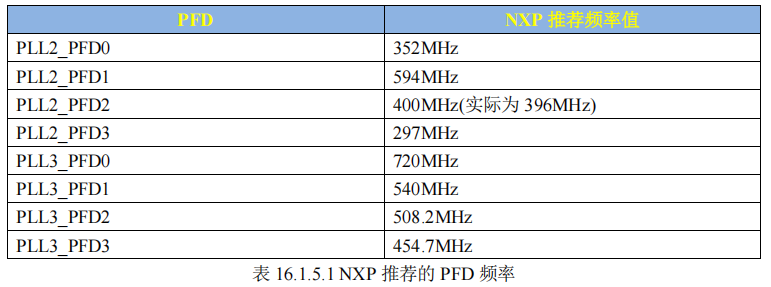 PFD NXP 推荐频率值
PLL2_PFD0 352MHz
PLL2_PFD1 594MHz
PLL2_PFD2 400MHz(实际为 396MHz)
PLL2_PFD3 297MHz
PLL3_PFD0 720MHz
PLL3_PFD1 540MHz
PLL3_PFD2 508.2MHz
PLL3_PFD3 454.7MHz
表 16.1.5.1 NXP 推荐的 PFD 频率